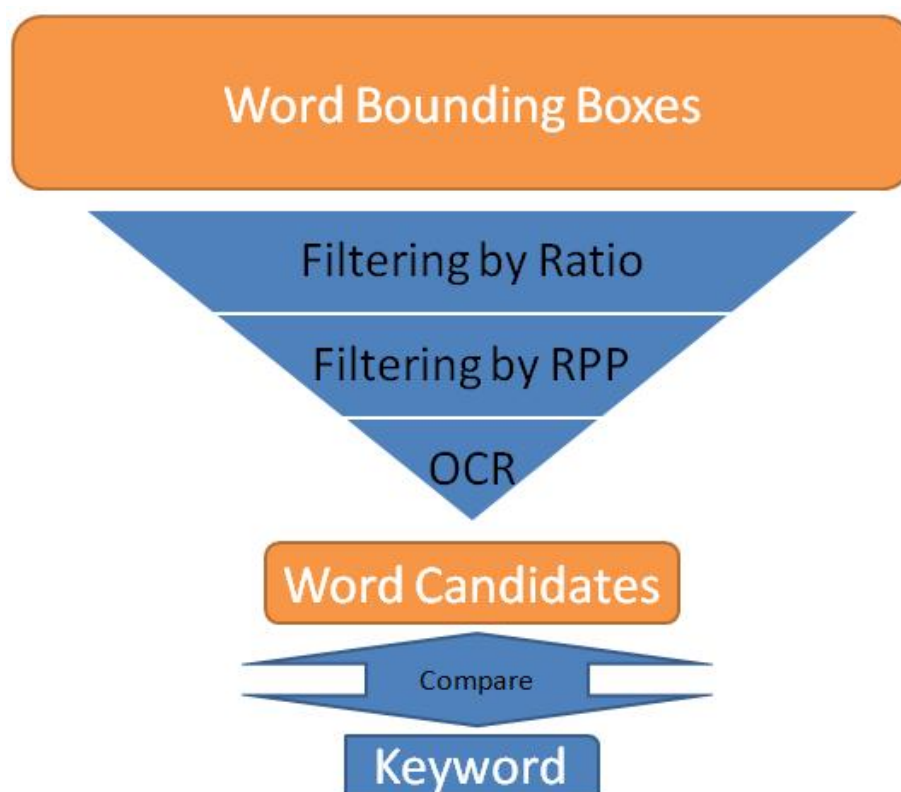 Word Bounding Boxes
Filtering by Ratio
Filtering by RPP
OCR
Word Candidates
Compare
Keyword